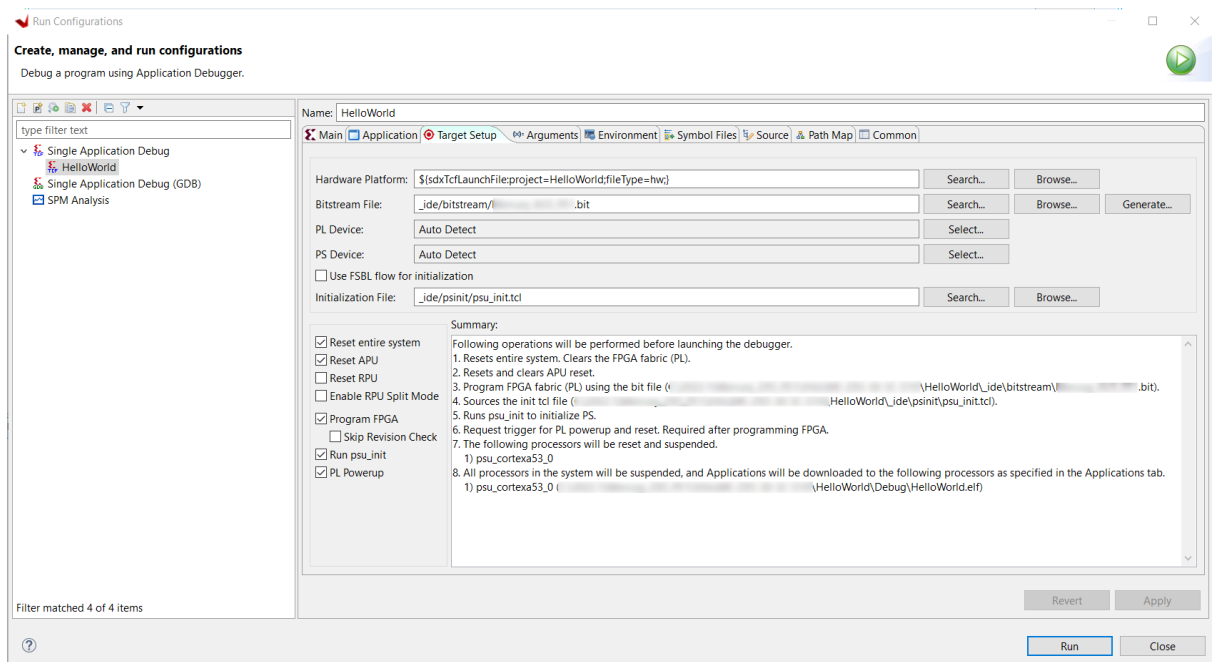 Run Configurations
Create, manage, and run configurations
Debug a program using Application Debugger.
type filter text
Single Application Debug
HelloWorld
Single Application Debug (GDB)
SPM Analysis
Filter matched 4 of 4 items
Name: HelloWorld
Main Application Target Setup Arguments Environment Symbol Files Source Path Map Common
Hardware Platform: ${sdxTcfLaunchFile:project=HelloWorld;fileType=hw;} Search... Browse...
Bitstream File: _ide/bitstream/ .bit Search... Browse... Generate...
PL Device: Auto Detect Select...
PS Device: Auto Detect Select...
Use FSBL flow for initialization
Initialization File: _ide/psinit/psu_init.tcl Search... Browse...
Reset entire system
Reset APU
Reset RPU
Enable RPU Split Mode
Program FPGA
Skip Revision Check
Run psu_init
PL Powerup
Summary:
Following operations will be performed before launching the debugger.
1. Resets entire system. Clears the FPGA fabric (PL).
2. Resets and clears APU reset.
3. Program FPGA fabric (PL) using the bit file ( \HelloWorld\_ide\bitstream\ .bit).
4. Sources the init tcl file ( HelloWorld\_ide\psinit\psu_init.tcl).
5. Runs psu_init to initialize PS.
6. Request trigger for PL powerup and reset. Required after programming FPGA.
7. The following processors will be reset and suspended.
1) psu_cortexa53_0
8. All processors in the system will be suspended, and Applications will be downloaded to the following processors as specified in the Applications tab.
1) psu_cortexa53_0 ( \HelloWorld\Debug\HelloWorld.elf)
Revert Apply
Run Close